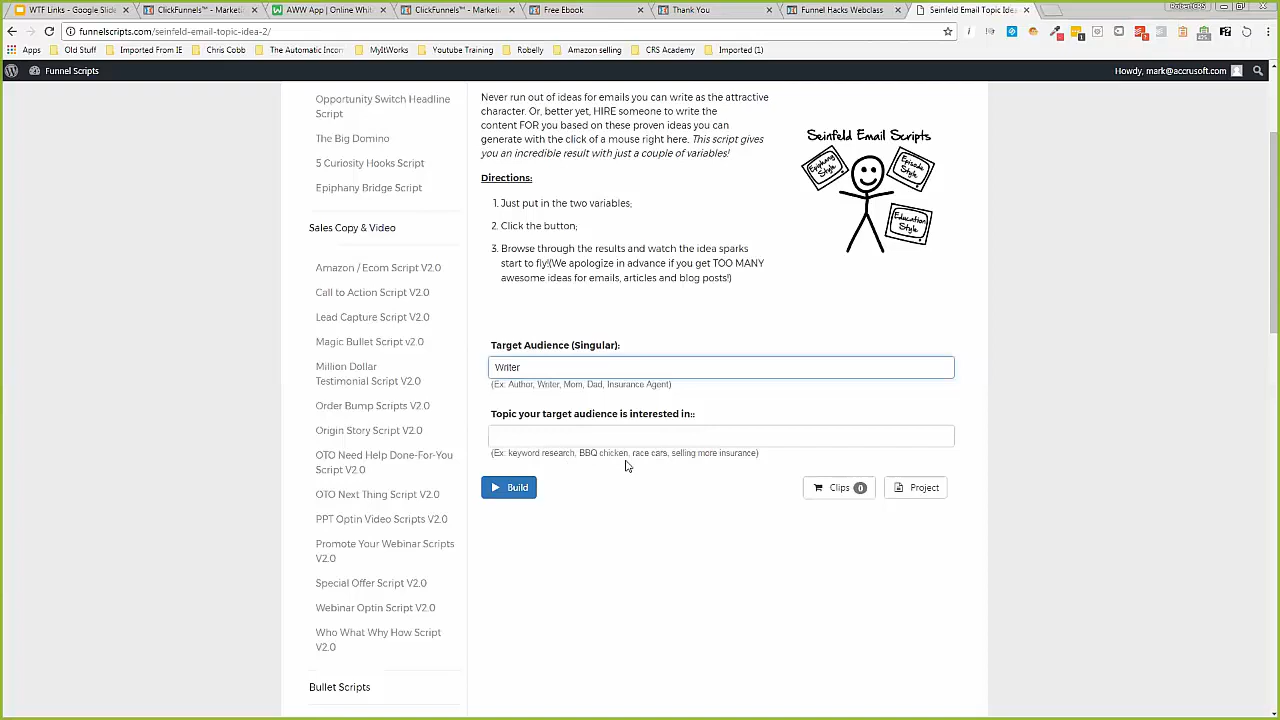 WTF Links - Google Slide
ClickFunnels™ - Marketi
AWW App | Online Whit
ClickFunnels™ - Marketi
Free Ebook
Thank You
Funnel Hacks Webclass
Seinfeld Email Topic Idea
funnelscripts.com/seinfeld-email-topic-idea-2/
Apps
Old Stuff
Imported From IE
Chris Cobb
The Automatic Incom
MyItWorks
Youtube Training
Robelly
Amazon selling
CRS Academy
Imported (1)
Funnel Scripts
Howdy, mark@accrusoft.com
Opportunity Switch Headline
Script
The Big Domino
5 Curiosity Hooks Script
Epiphany Bridge Script
Sales Copy & Video
Amazon / Ecom Script V2.0
Call to Action Script V2.0
Lead Capture Script V2.0
Magic Bullet Script v2.0
Million Dollar
Testimonial Script V2.0
Order Bump Scripts V2.0
Origin Story Script V2.0
OTO Need Help Done-For-You
Script V2.0
OTO Next Thing Script V2.0
PPT Optin Video Scripts V2.0
Promote Your Webinar Scripts
V2.0
Special Offer Script V2.0
Webinar Optin Script V2.0
Who What Why How Script
V2.0
Bullet Scripts
Never run out of ideas for emails you can write as the attractive
character. Or, better yet, HIRE someone to write the
content FOR you based on these proven ideas you can
generate with the click of a mouse right here. This script gives
you an incredible result with just a couple of variables!
Directions:
1. Just put in the two variables;
2. Click the button;
3. Browse through the results and watch the idea sparks
start to fly!(We apologize in advance if you get TOO MANY
awesome ideas for emails, articles and blog posts!)
Seinfeld Email Scripts
Epiphany
Style
Episode
Style
Education
Style
Target Audience (Singular):
Writer
(Ex: Author, Writer, Mom, Dad, Insurance Agent)
Topic your target audience is interested in::
(Ex: keyword research, BBQ chicken, race cars, selling more insurance)
Build
Clips 0
Project